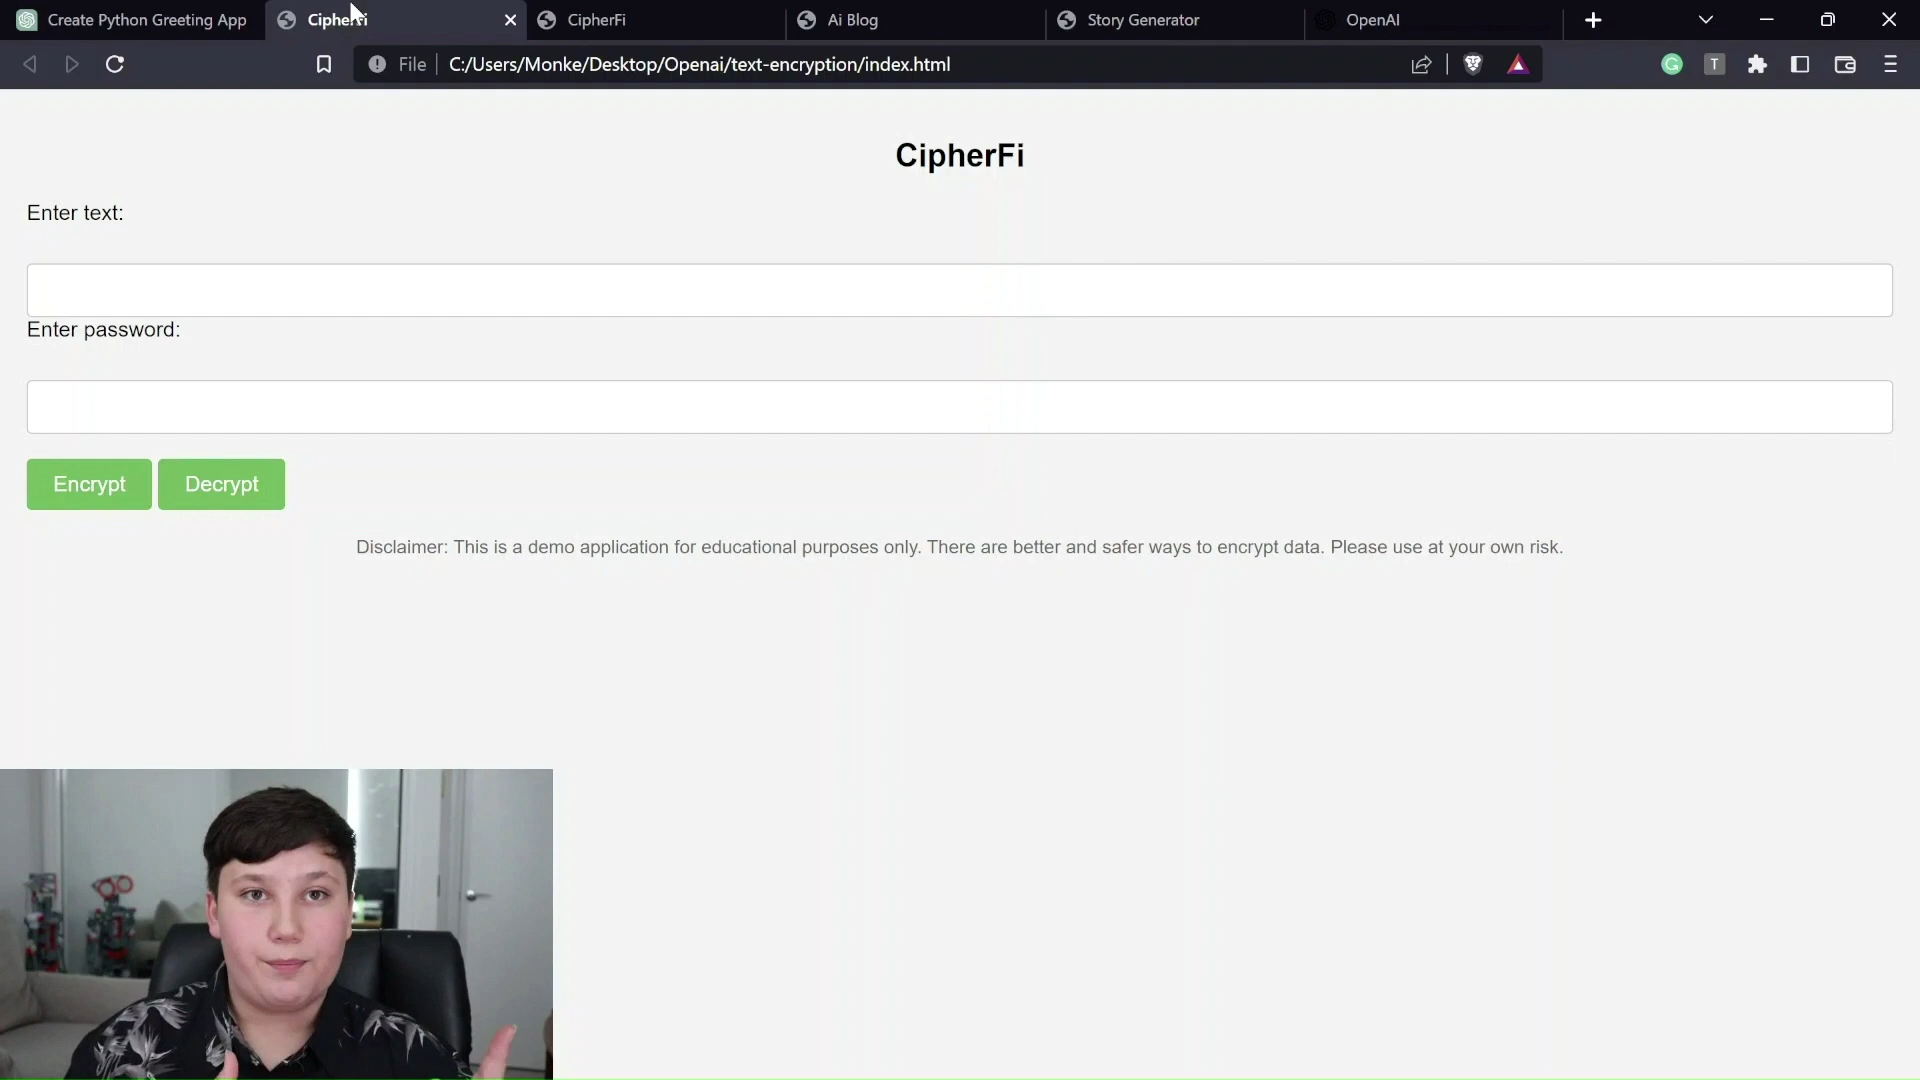 Create Python Greeting App
CipherFi
CipherFi
Ai Blog
Story Generator
OpenAI
File
C:/Users/Monke/Desktop/Openai/text-encryption/index.html
G
T
CipherFi
Enter text:
Enter password:
Encrypt
Decrypt
Disclaimer: This is a demo application for educational purposes only. There are better and safer ways to encrypt data. Please use at your own risk.